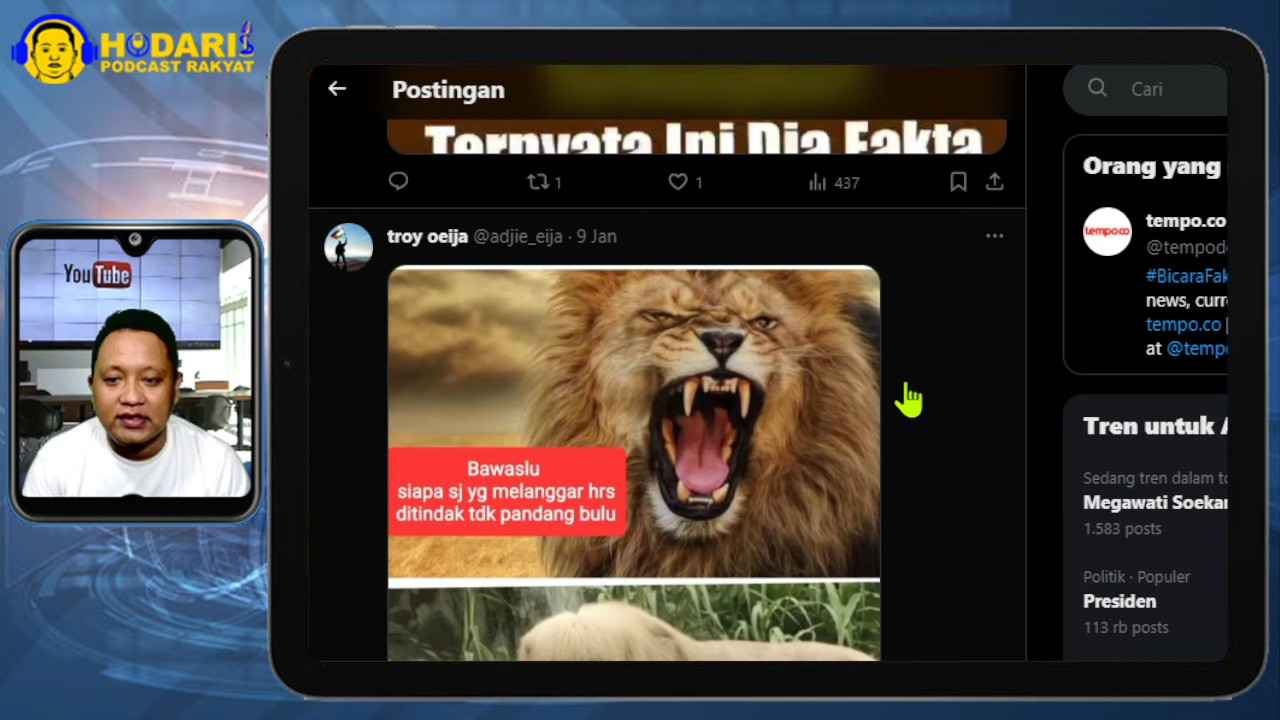 HUDARI
PODCAST RAKYAT
YouTube
Postingan
Cari
Ternyata Ini Dia Fakta
1
1
437
Orang yang
troy oeija @adjie_eija · 9 Jan
tempo.co
@tempod
#BicaraFak
news, curr
tempo.co |
at @tempo
Bawaslu
siapa sj yg melanggar hrs
ditindak tdk pandang bulu
Tren untuk A
Sedang tren dalam to
Megawati Soekar
1.583 posts
Politik · Populer
Presiden
113 rb posts